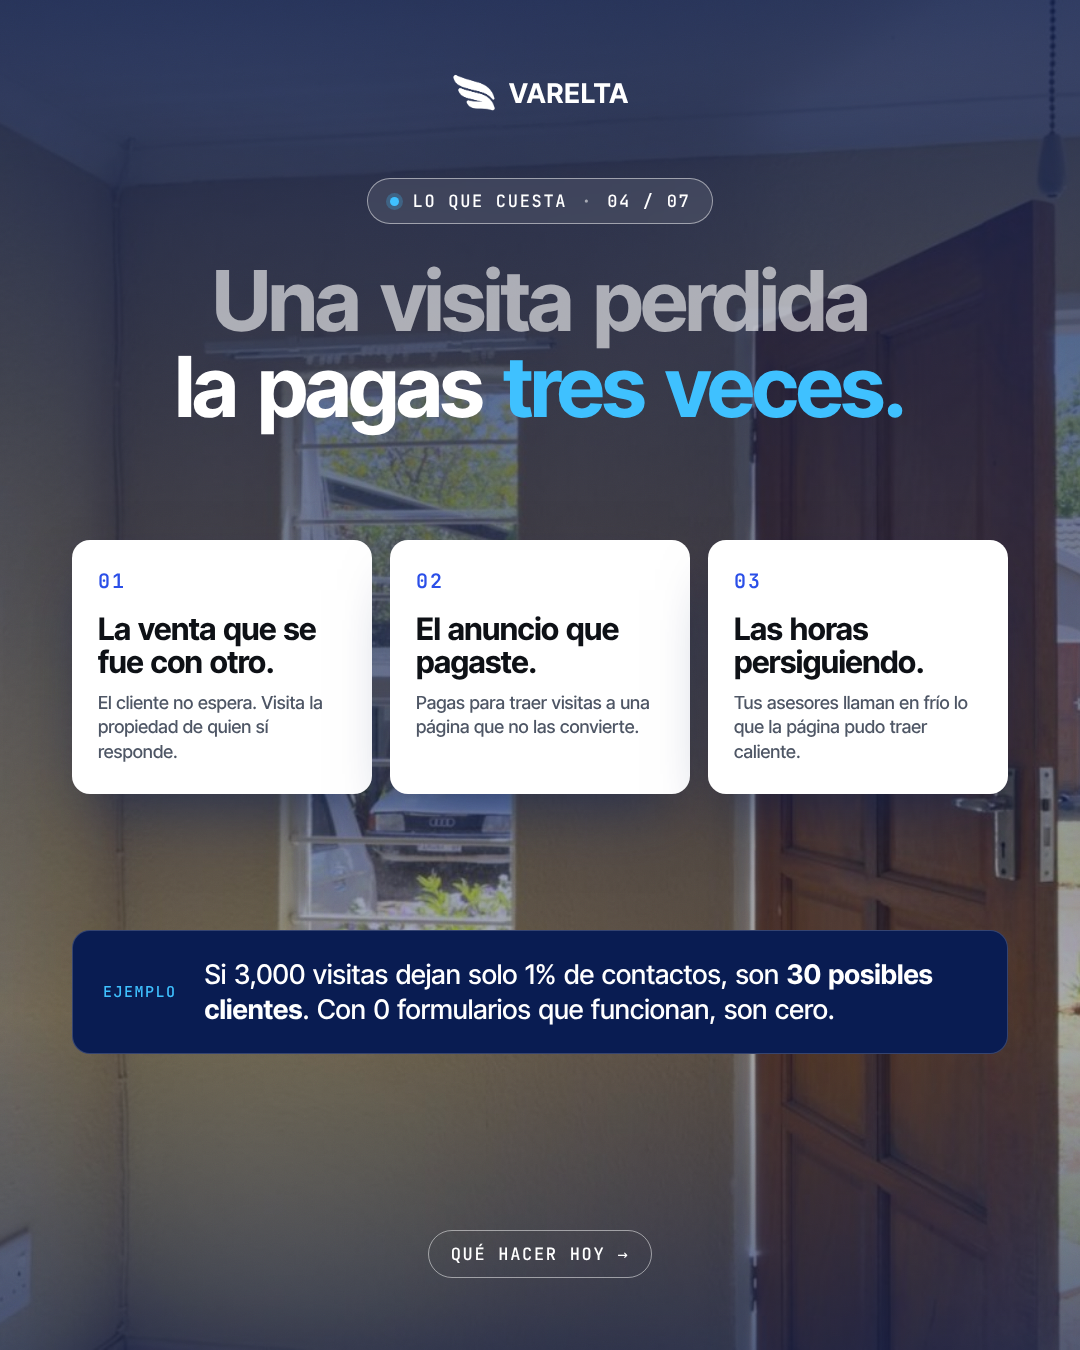 VARELTA
LO QUE CUESTA · 04 / 07
Una visita perdida
la pagas tres veces.
01
La venta que se
fue con otro.
El cliente no espera. Visita la
propiedad de quien sí
responde.
02
El anuncio que
pagaste.
Pagas para traer visitas a una
página que no las convierte.
03
Las horas
persiguiendo.
Tus asesores llaman en frío lo
que la página pudo traer
caliente.
EJEMPLO
Si 3,000 visitas dejan solo 1% de contactos, son 30 posibles
clientes. Con 0 formularios que funcionan, son cero.
QUÉ HACER HOY →